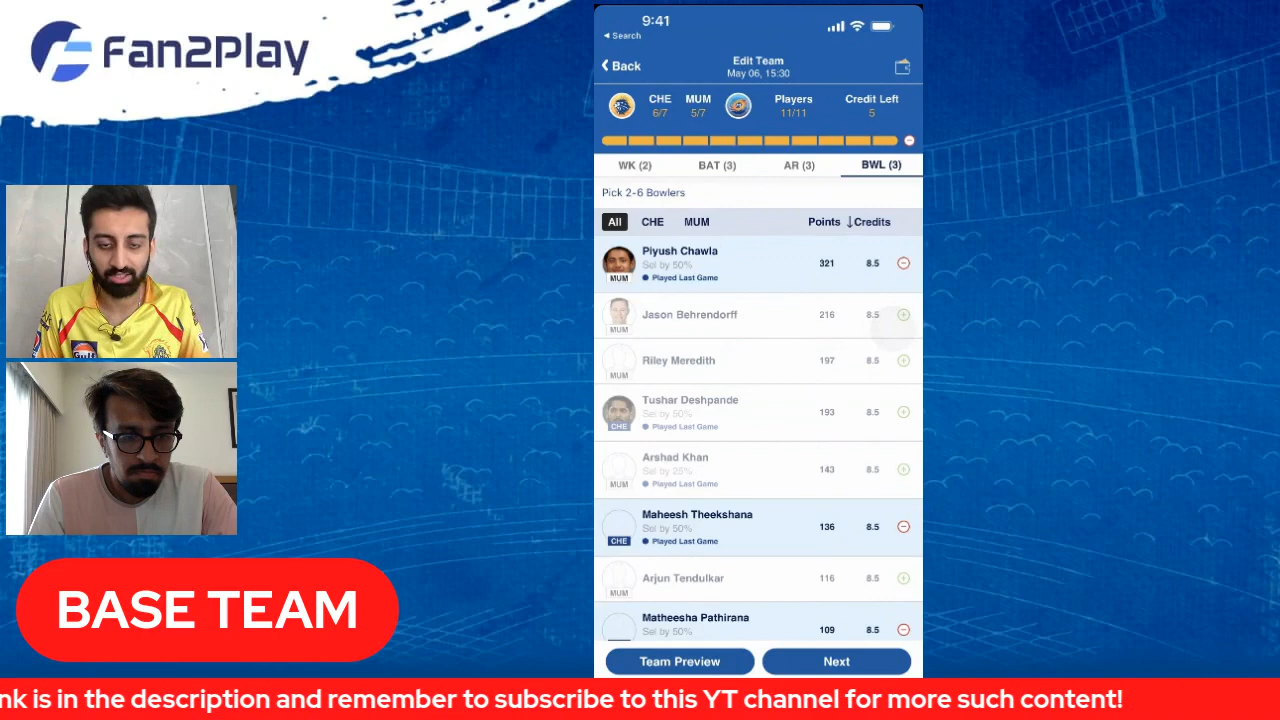 Fan2Play
9:41
Search
Back
Edit Team
May 06, 15:30
CHE
6/7
MUM
5/7
Players
11/11
Credit Left
5
WK (2)
BAT (3)
AR (3)
BWL (3)
Pick 2-6 Bowlers
All
CHE
MUM
Points
Credits
Piyush Chawla
Sel by 50%
Played Last Game
MUM
321
8.5
Jason Behrendorff
MUM
216
8.5
Riley Meredith
MUM
197
8.5
Tushar Deshpande
Sel by 50%
Played Last Game
CHE
193
8.5
Arshad Khan
Sel by 25%
Played Last Game
MUM
143
8.5
Maheesh Theekshana
Sel by 50%
Played Last Game
CHE
136
8.5
Arjun Tendulkar
MUM
116
8.5
Matheesha Pathirana
Sel by 50%
109
8.5
Team Preview
Next
Gulf
BASE TEAM
nk is in the description and remember to subscribe to this YT channel for more such content!